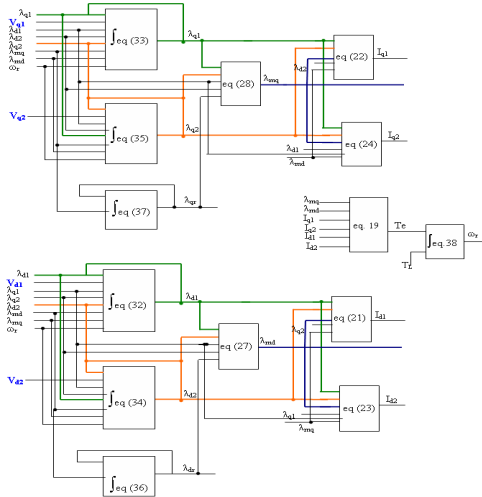 λq1
Vq1
λd1
λd2
λq2
λmq
λmd
ωr
∫eq (33)
λq1
λd2
eq (22)
Iq1
eq (28)
λmq
Vq2
∫eq (35)
λq2
λd1
λmd
eq (24)
Iq2
∫eq (37)
λqr
λmq
λmd
Iq1
Iq2
Id1
Id2
eq. 19
Te
TL
∫eq.38
ωr
λd1
Vd1
λq1
λq2
λd2
λmd
λmq
ωr
∫eq (32)
λd1
λq2
eq (21)
Id1
eq (27)
λmd
Vd2
∫eq (34)
λd2
λq1
λmq
eq (23)
Id2
∫eq (36)
λdr